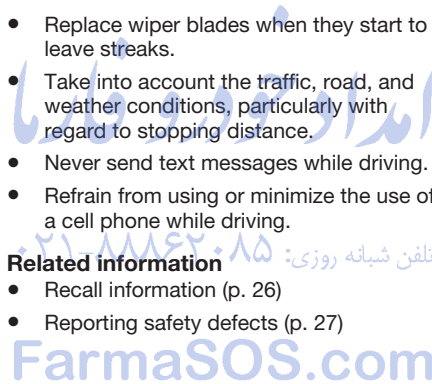 • Replace wiper blades when they start to
leave streaks.
• Take into account the traffic, road, and
weather conditions, particularly with
regard to stopping distance.
امداد خودرو فارما
• Never send text messages while driving.
• Refrain from using or minimize the use of
a cell phone while driving.
تلفن شبانه روزی: ۰۲۱-۸۸۸۶۲۰۸۵
Related information
• Recall information (p. 26)
• Reporting safety defects (p. 27)
FarmaSOS.com